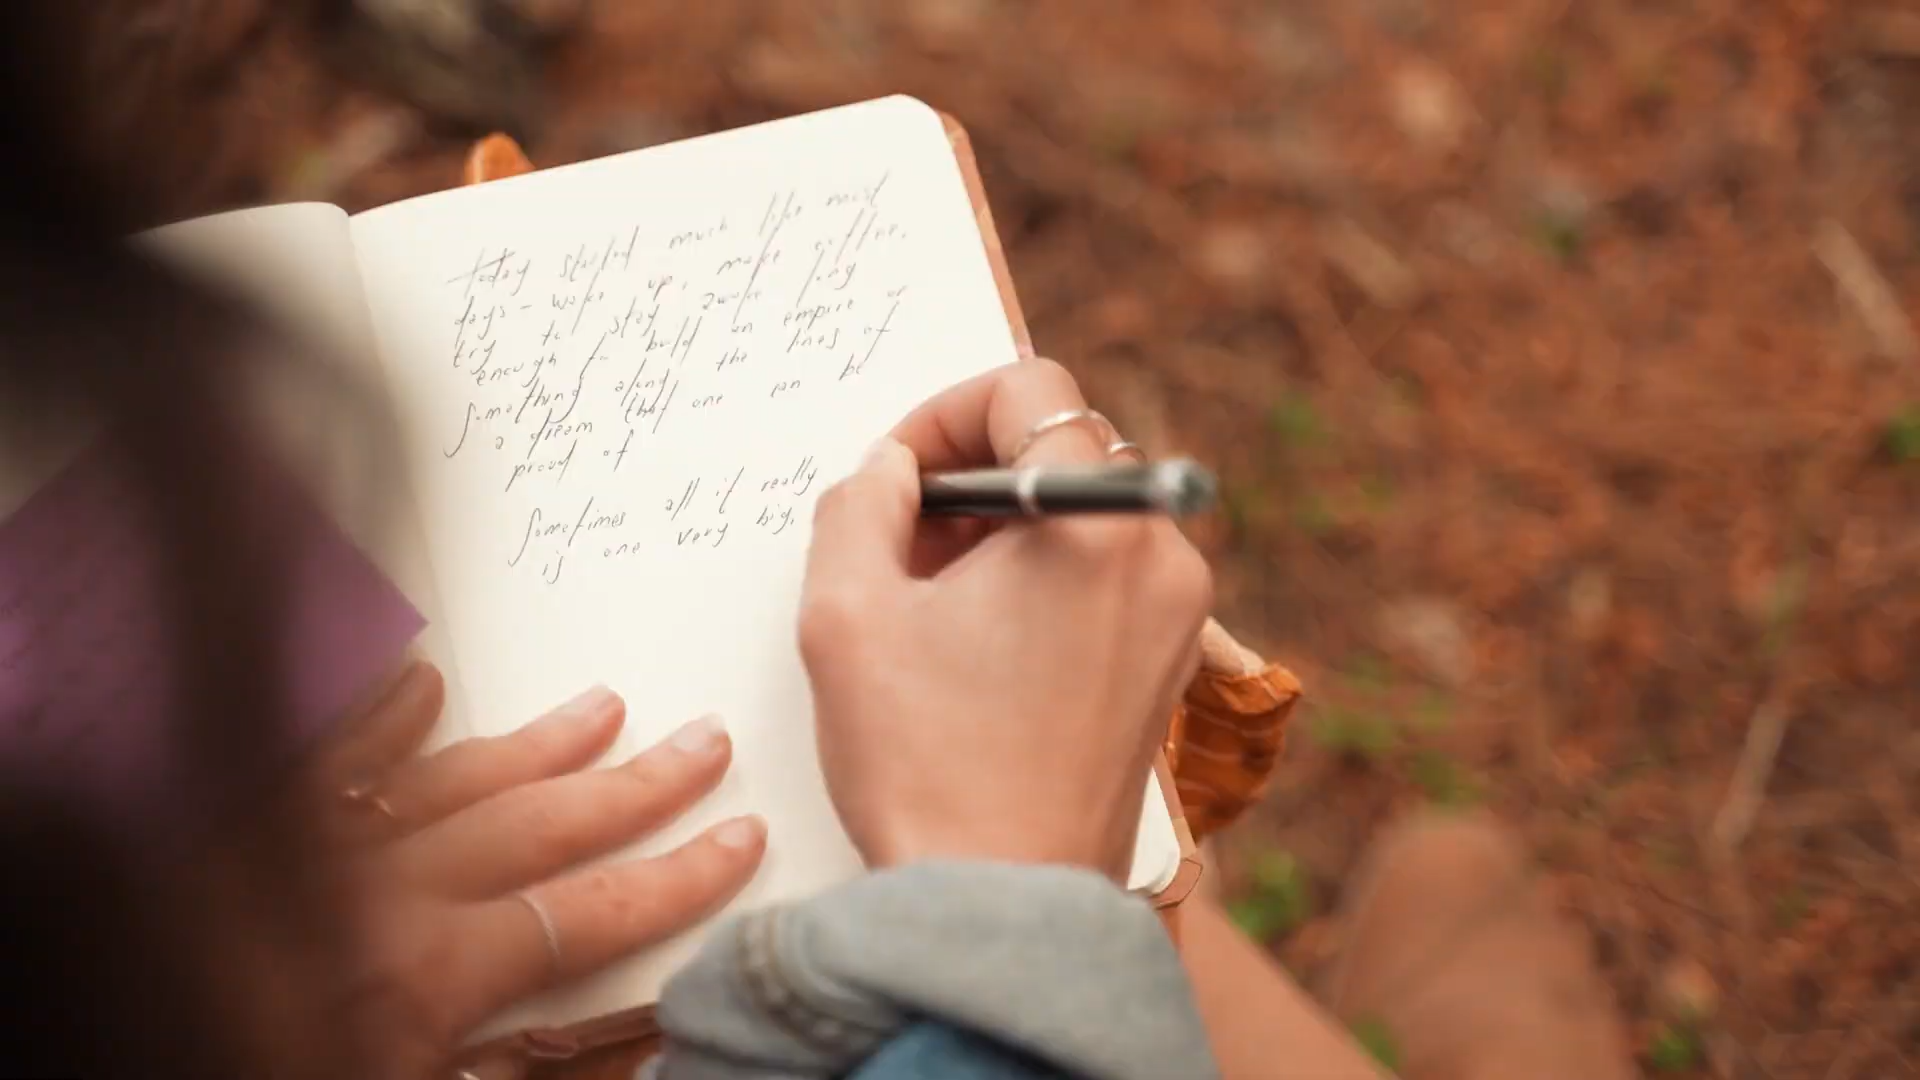 today started much like most
days - woke up, make coffee,
try to stay awake long
enough to build an empire or
something along the lines of
a dream that one can be
proud of
Sometimes all it really
is one very big,